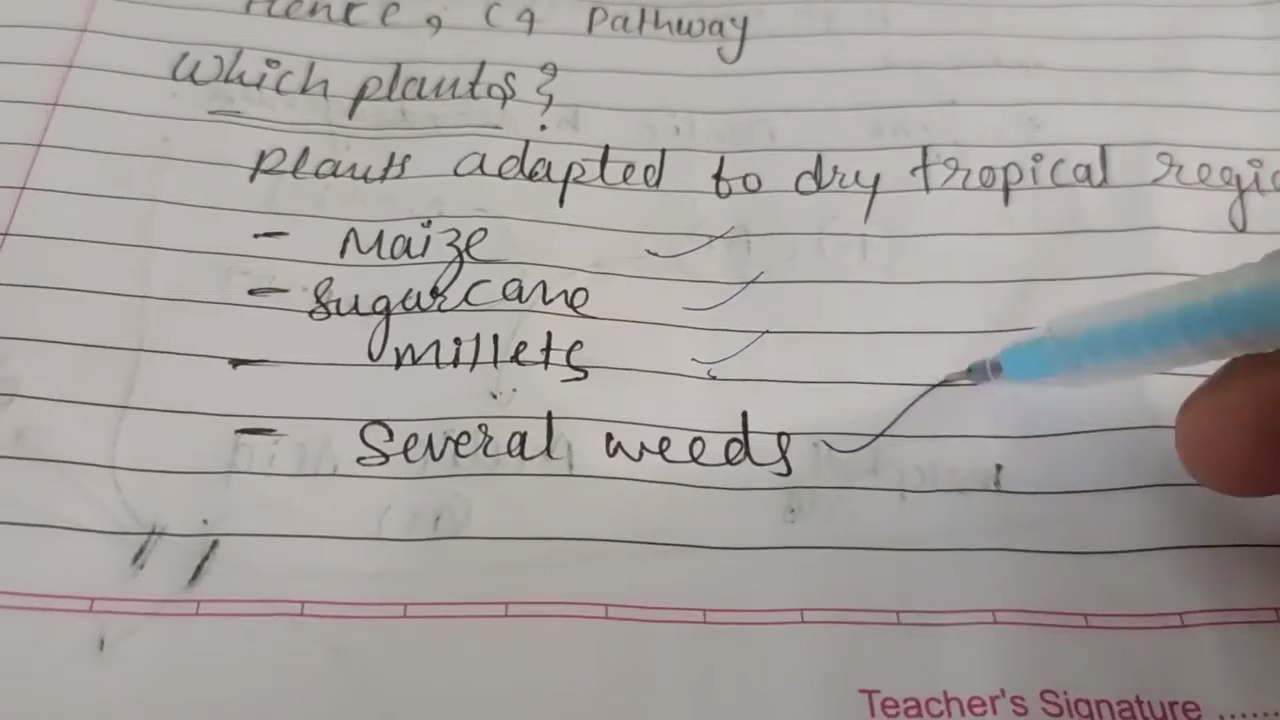 Hence, C4 Pathway
Which plants?
Plants adapted to dry tropical regi
- Maize
- Sugarcane
- millets
- Several weeds
Teacher's Signature ......